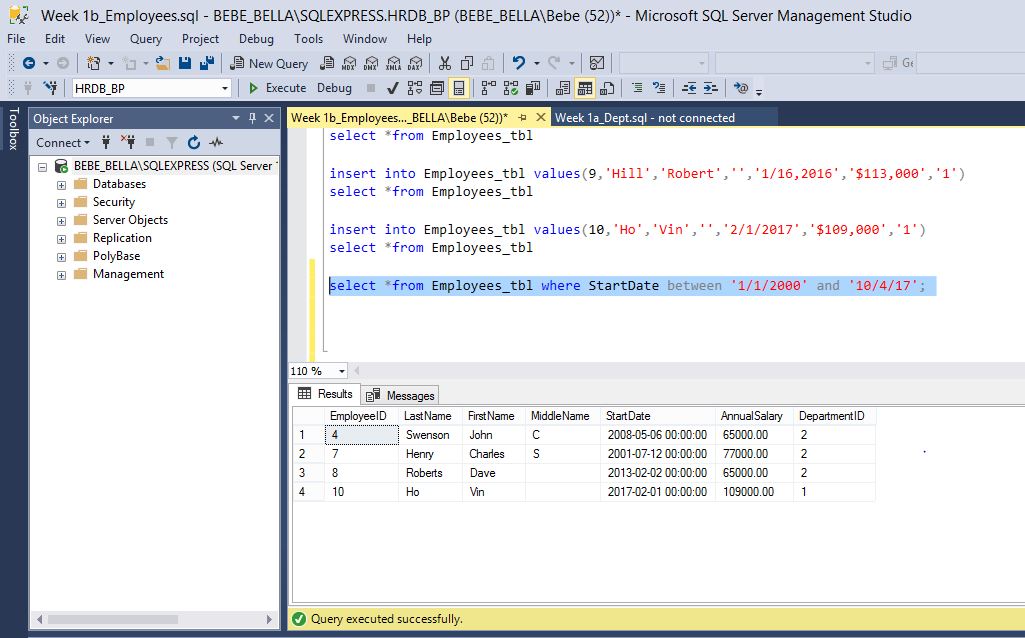 Week 1b_Employees.sql - BEBE_BELLA\SQLEXPRESS.HRDB_BP (BEBE_BELLA\Bebe (52))* - Microsoft SQL Server Management Studio
File Edit View Query Project Debug Tools Window Help
New Query MDX DMX XMLA DAX Ge
HRDB_BP Execute Debug
Toolbox
Object Explorer
Connect
BEBE_BELLA\SQLEXPRESS (SQL Server
Databases
Security
Server Objects
Replication
PolyBase
Management
Week 1b_Employees..._BELLA\Bebe (52))* Week 1a_Dept.sql - not connected
select *from Employees_tbl
insert into Employees_tbl values(9,'Hill','Robert','','1/16,2016','$113,000','1')
select *from Employees_tbl
insert into Employees_tbl values(10,'Ho','Vin','','2/1/2017','$109,000','1')
select *from Employees_tbl
select *from Employees_tbl where StartDate between '1/1/2000' and '10/4/17';
110 %
Results Messages
EmployeeID LastName FirstName MiddleName StartDate AnnualSalary DepartmentID
1 4 Swenson John C 2008-05-06 00:00:00 65000.00 2
2 7 Henry Charles S 2001-07-12 00:00:00 77000.00 2
3 8 Roberts Dave 2013-02-02 00:00:00 65000.00 2
4 10 Ho Vin 2017-02-01 00:00:00 109000.00 1
Query executed successfully.